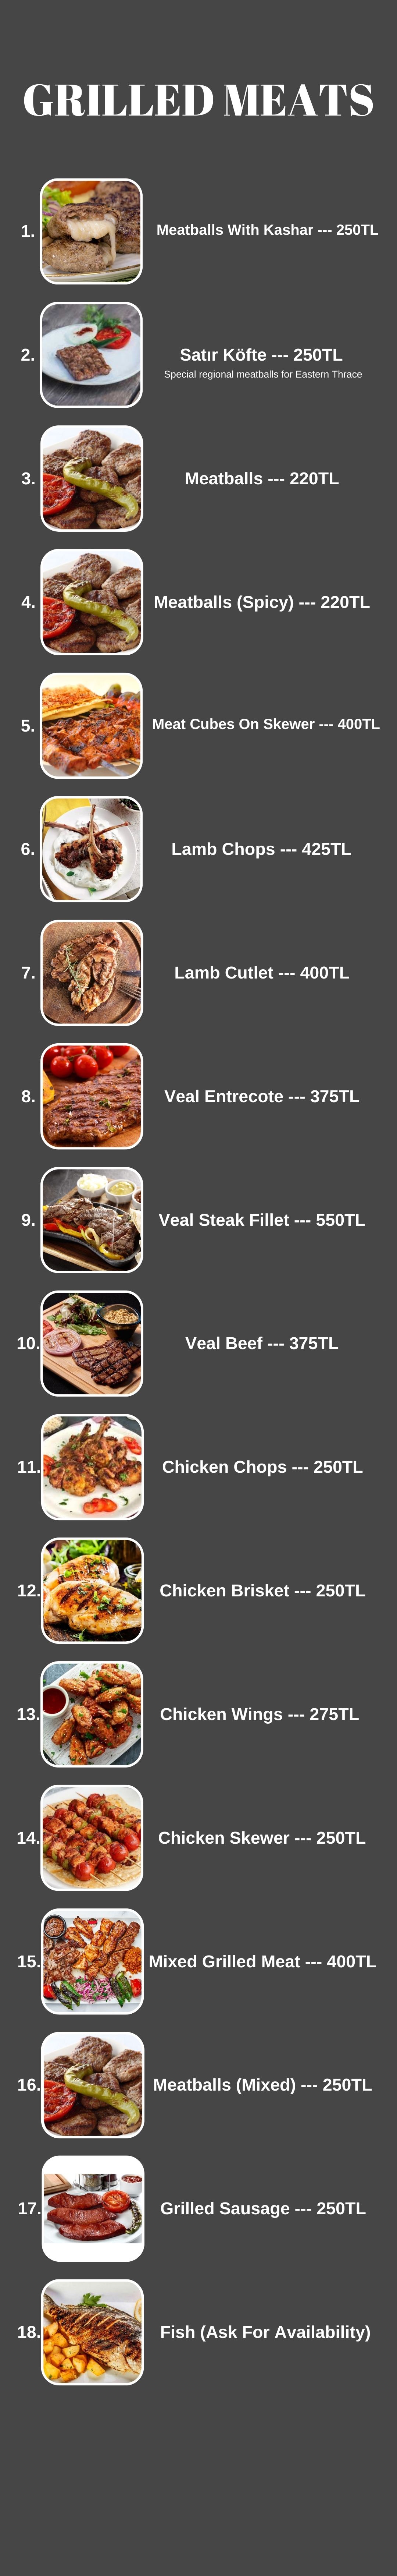 GRILLED MEATS
1. Meatballs With Kashar --- 250TL
2. Satır Köfte --- 250TL
Special regional meatballs for Eastern Thrace
3. Meatballs --- 220TL
4. Meatballs (Spicy) --- 220TL
5. Meat Cubes On Skewer --- 400TL
6. Lamb Chops --- 425TL
7. Lamb Cutlet --- 400TL
8. Veal Entrecote --- 375TL
9. Veal Steak Fillet --- 550TL
10. Veal Beef --- 375TL
11. Chicken Chops --- 250TL
12. Chicken Brisket --- 250TL
13. Chicken Wings --- 275TL
14. Chicken Skewer --- 250TL
15. Mixed Grilled Meat --- 400TL
16. Meatballs (Mixed) --- 250TL
17. Grilled Sausage --- 250TL
18. Fish (Ask For Availability)